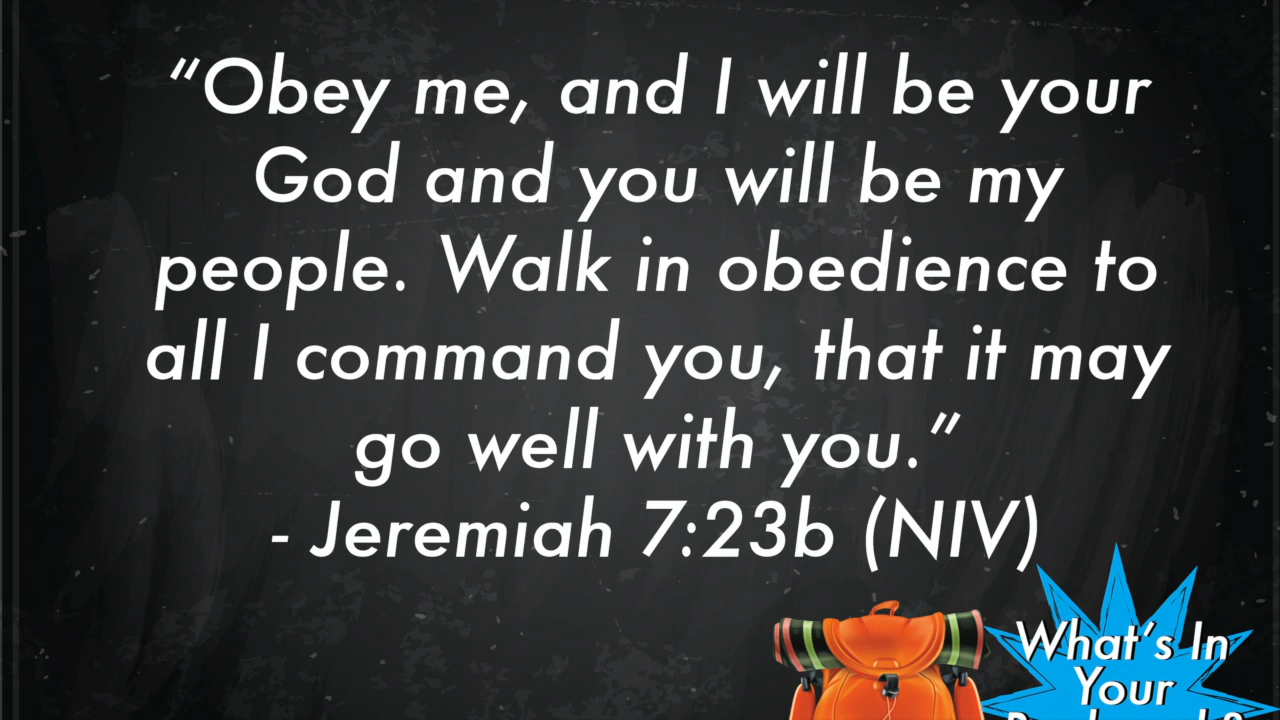 “Obey me, and I will be your
God and you will be my
people. Walk in obedience to
all I command you, that it may
go well with you.”
- Jeremiah 7:23b (NIV)
What’s In
Your